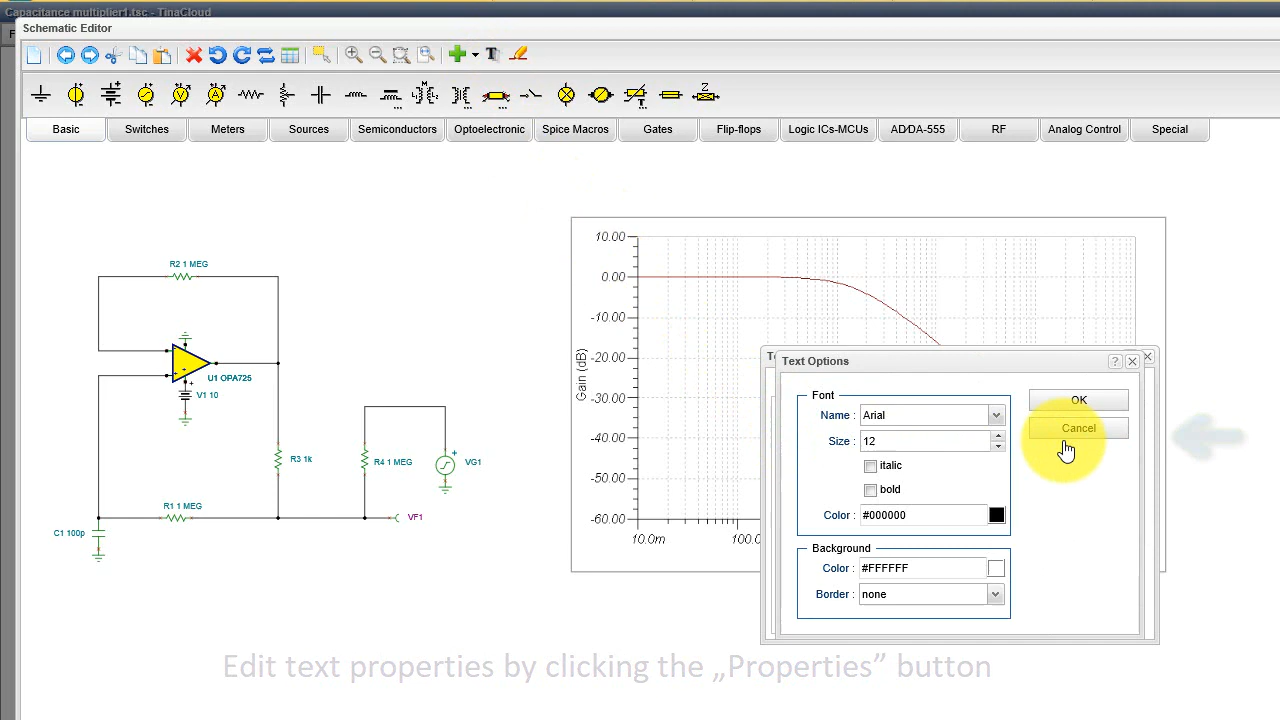 Capacitance multiplier1.tsc - TinaCloud
F
Schematic Editor
T
V
A
M
T
Z
Basic
Switches
Meters
Sources
Semiconductors
Optoelectronic
Spice Macros
Gates
Flip-flops
Logic ICs-MCUs
AD/DA-555
RF
Analog Control
Special
R2 1 MEG
U1 OPA725
V1 10
R3 1k
R4 1 MEG
VG1
R1 1 MEG
VF1
C1 100p
Gain (dB)
10.00
0.00
-10.00
-20.00
-30.00
-40.00
-50.00
-60.00
10.0m
100.0
Text Options
?
Font
Name :
Arial
Size :
12
italic
bold
Color :
#000000
Background
Color :
#FFFFFF
Border :
none
OK
Cancel
Edit text properties by clicking the „Properties” button